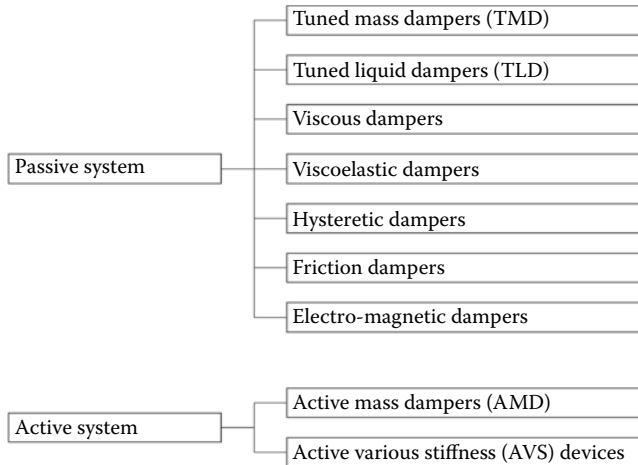 Tuned mass dampers (TMD)
Tuned liquid dampers (TLD)
Viscous dampers
Passive system
Viscoelastic dampers
Hysteretic dampers
Friction dampers
Electro-magnetic dampers
Active mass dampers (AMD)
Active system
Active various stiffness (AVS) devices